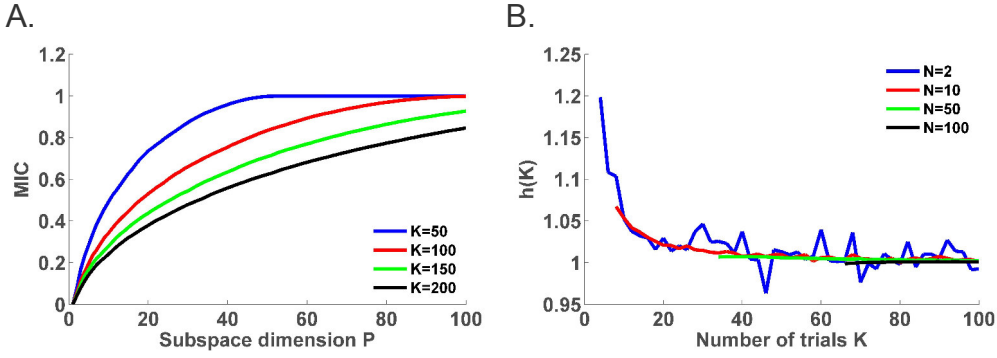 A.
MIC
1.2
1
0.8
0.6
0.4
0.2
0
0 20 40 60 80 100
Subspace dimension P
K=50
K=100
K=150
K=200
B.
h(K)
1.25
1.2
1.15
1.1
1.05
1
0.95
0 20 40 60 80 100
Number of trials K
N=2
N=10
N=50
N=100